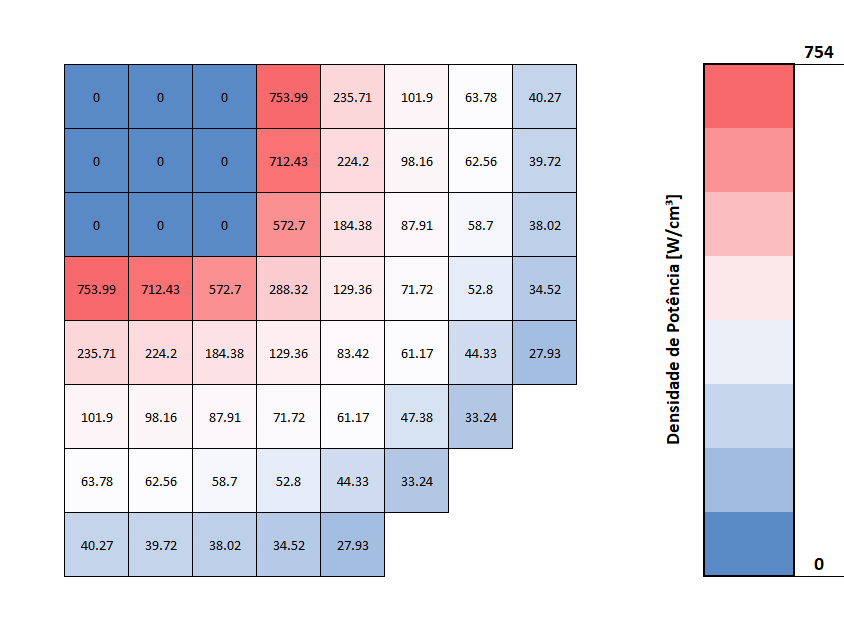 754
0 0 0 753.99 235.71 101.9 63.78 40.27
0 0 0 712.43 224.2 98.16 62.56 39.72
0 0 0 572.7 184.38 87.91 58.7 38.02
753.99 712.43 572.7 288.32 129.36 71.72 52.8 34.52
235.71 224.2 184.38 129.36 83.42 61.17 44.33 27.93
101.9 98.16 87.91 71.72 61.17 47.38 33.24
63.78 62.56 58.7 52.8 44.33 33.24
40.27 39.72 38.02 34.52 27.93
Densidade de Potência [W/cm³]
0